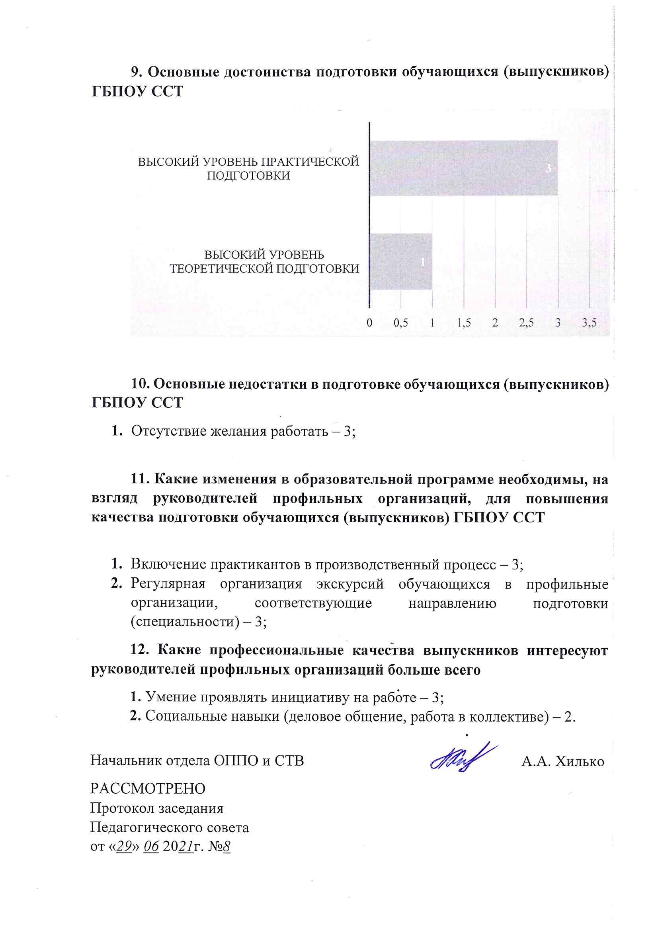 9. Основные достоинства подготовки обучающихся (выпускников)
ГБПОУ ССТ
ВЫСОКИЙ УРОВЕНЬ ПРАКТИЧЕСКОЙ
ПОДГОТОВКИ
3
ВЫСОКИЙ УРОВЕНЬ
ТЕОРЕТИЧЕСКОЙ ПОДГОТОВКИ
1
0 0,5 1 1,5 2 2,5 3 3,5
10. Основные недостатки в подготовке обучающихся (выпускников)
ГБПОУ ССТ
1. Отсутствие желания работать – 3;
11. Какие изменения в образовательной программе необходимы, на
взгляд руководителей профильных организаций, для повышения
качества подготовки обучающихся (выпускников) ГБПОУ ССТ
1. Включение практикантов в производственный процесс – 3;
2. Регулярная организация экскурсий обучающихся в профильные
организации, соответствующие направлению подготовки
(специальности) – 3;
12. Какие профессиональные качества выпускников интересуют
руководителей профильных организаций больше всего
1. Умение проявлять инициативу на работе – 3;
2. Социальные навыки (деловое общение, работа в коллективе) – 2.
Начальник отдела ОППО и СТВ А.А. Хилько
РАССМОТРЕНО
Протокол заседания
Педагогического совета
от «29» 06 2021г. №8